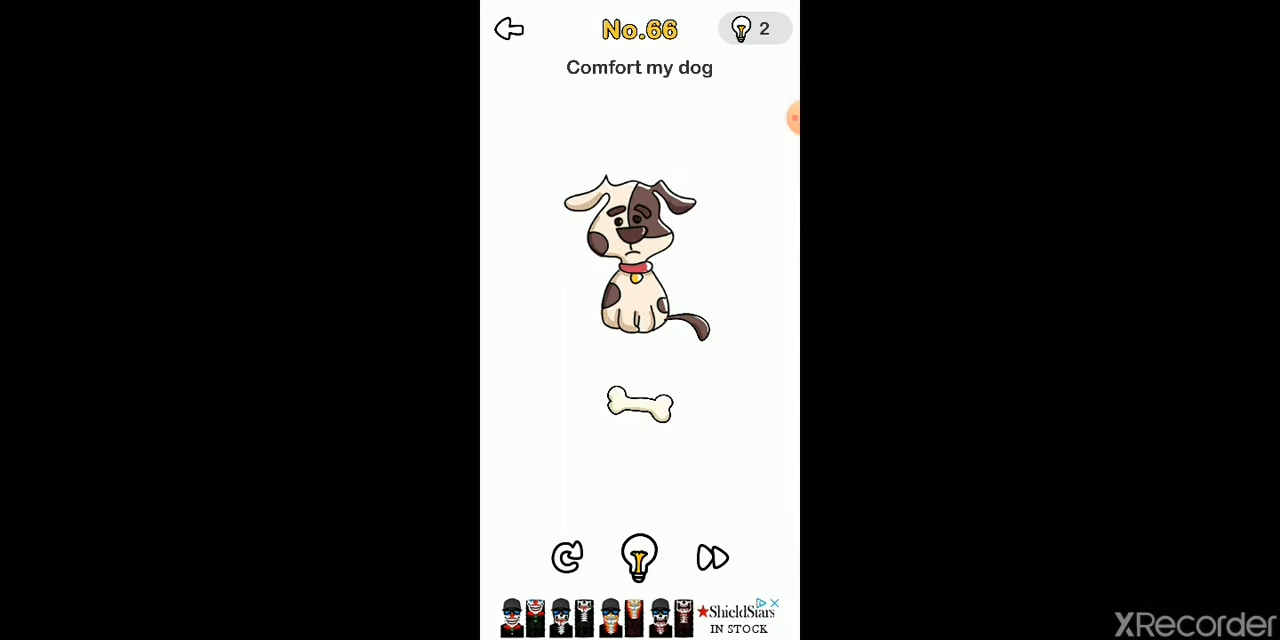 No.66
2
Comfort my dog
★ShieldStars
IN STOCK
XRecorder